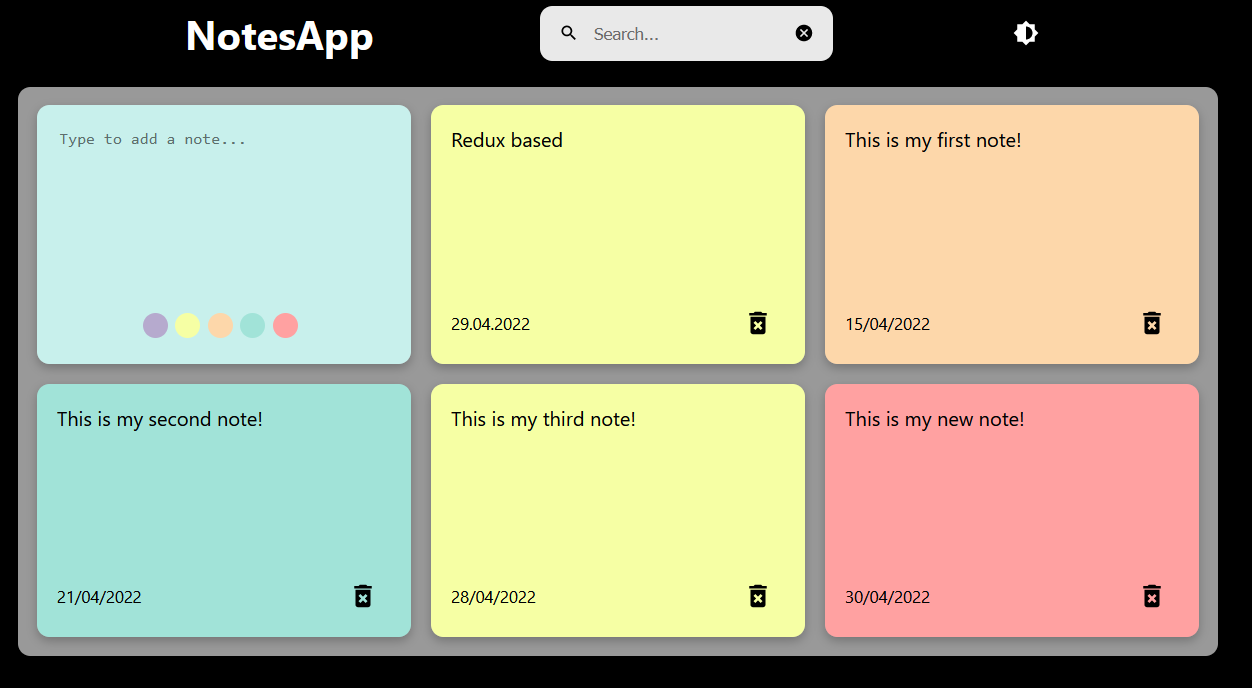 NotesApp
Search...
Type to add a note...
Redux based
29.04.2022
This is my first note!
15/04/2022
This is my second note!
21/04/2022
This is my third note!
28/04/2022
This is my new note!
30/04/2022